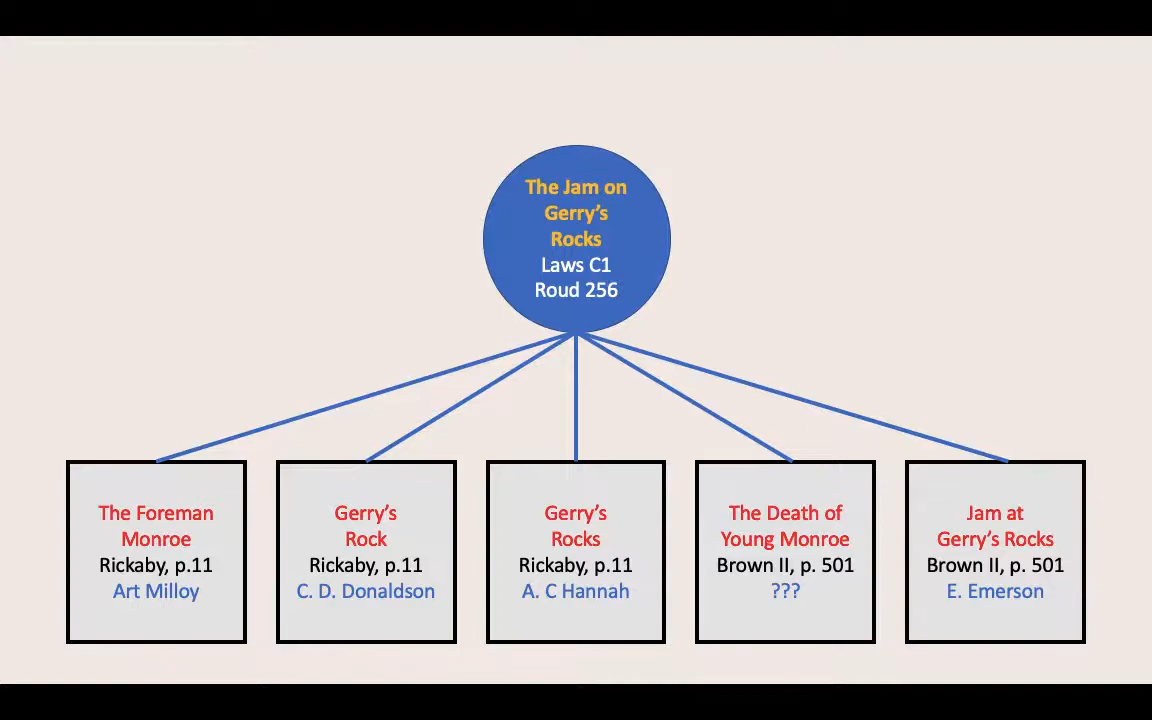 The Jam on
Gerry’s
Rocks
Laws C1
Roud 256
The Foreman
Monroe
Rickaby, p.11
Art Milloy
Gerry’s
Rock
Rickaby, p.11
C. D. Donaldson
Gerry’s
Rocks
Rickaby, p.11
A. C Hannah
The Death of
Young Monroe
Brown II, p. 501
???
Jam at
Gerry’s Rocks
Brown II, p. 501
E. Emerson